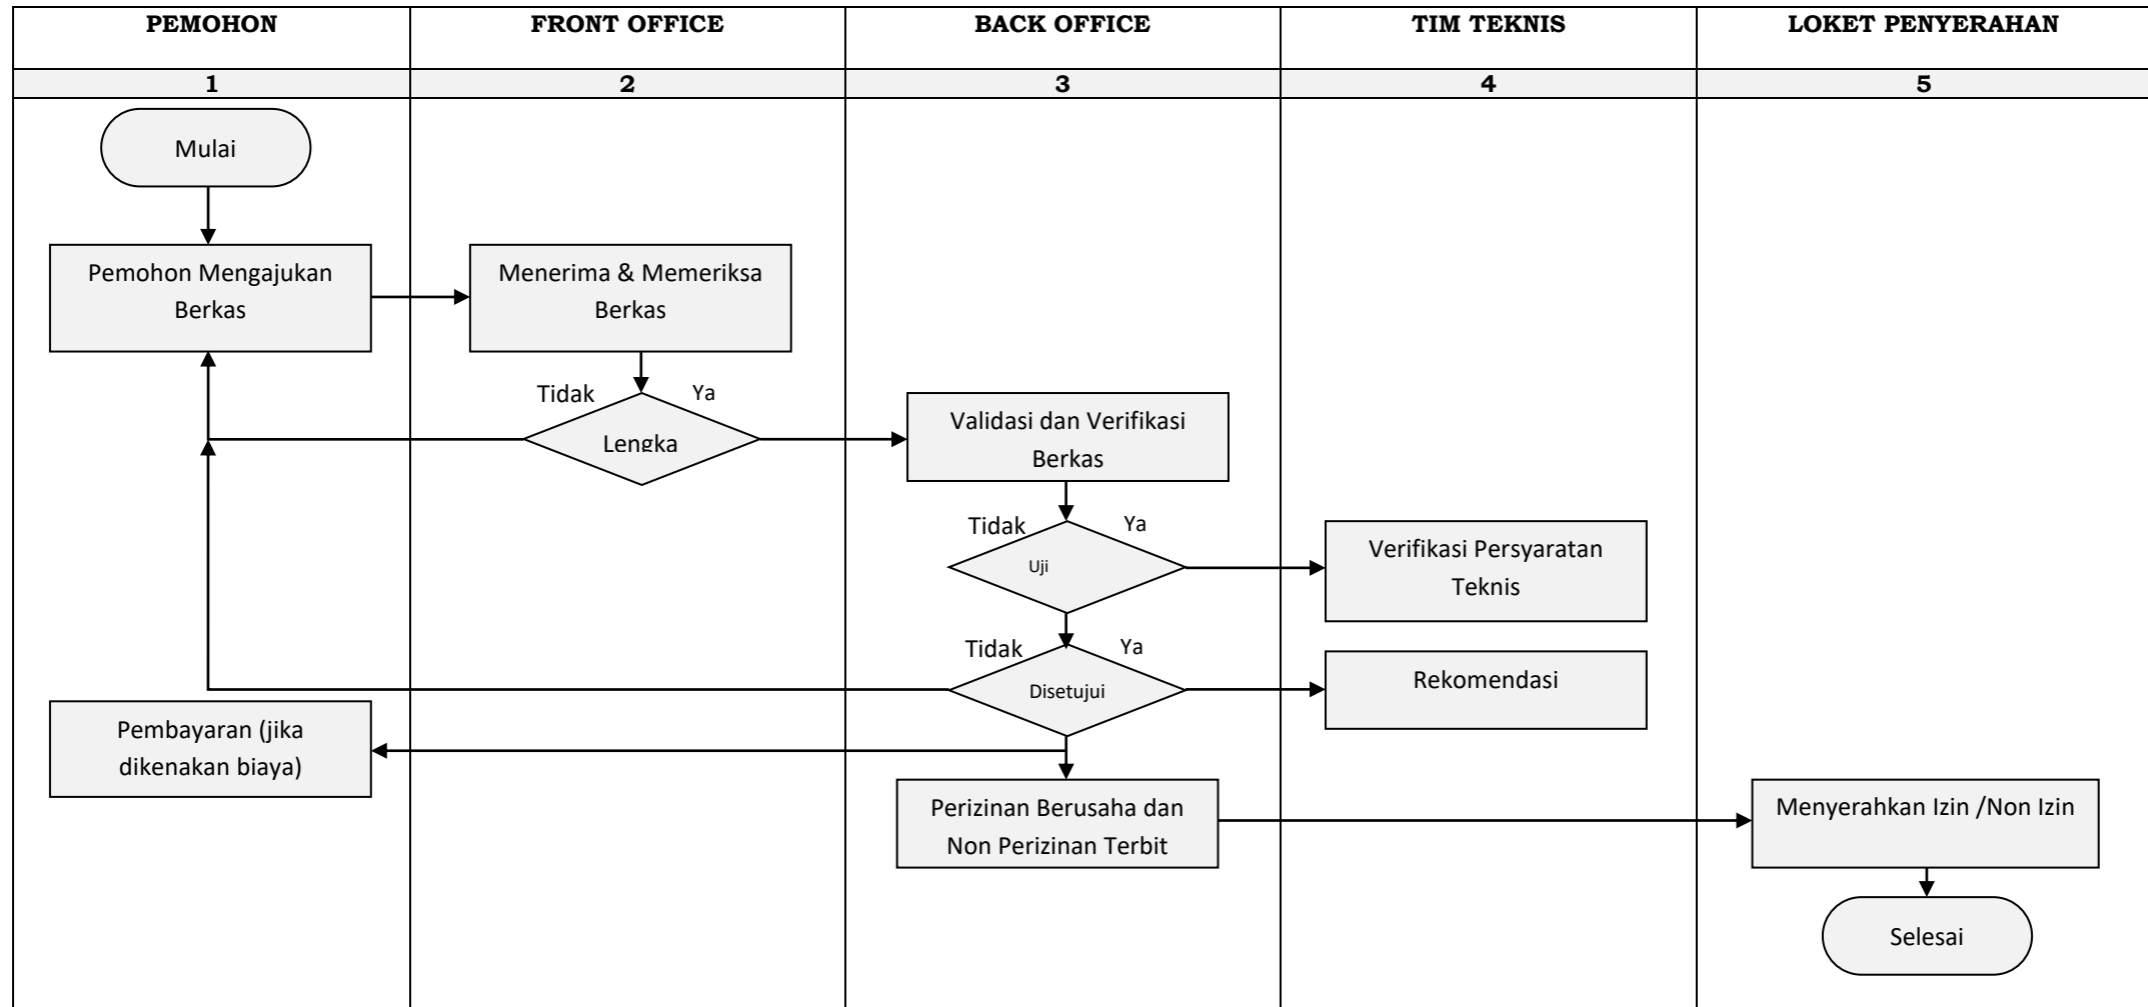 PEMOHON
FRONT OFFICE
BACK OFFICE
TIM TEKNIS
LOKET PENYERAHAN
1
2
3
4
5
Mulai
Pemohon Mengajukan
Berkas
Menerima & Memeriksa
Berkas
Tidak
Ya
Lengka
Validasi dan Verifikasi
Berkas
Tidak
Ya
Uji
Verifikasi Persyaratan
Teknis
Tidak
Ya
Disetujui
Rekomendasi
Pembayaran (jika
dikenakan biaya)
Perizinan Berusaha dan
Non Perizinan Terbit
Menyerahkan Izin /Non Izin
Selesai